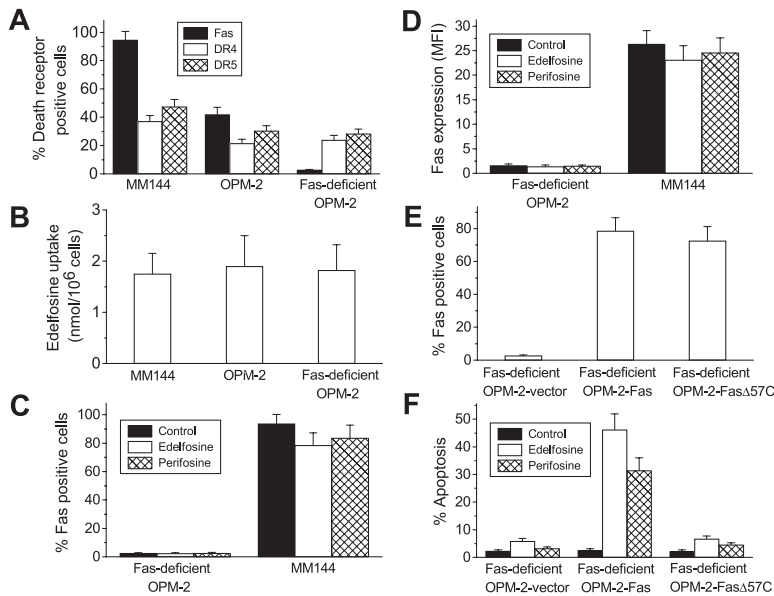 A
% Death receptor
positive cells
100
80
60
40
20
0
Fas
DR4
DR5
MM144
OPM-2
Fas-deficient
OPM-2
B
Edelfosine uptake
(nmol/10⁶ cells)
3
2
1
0
MM144
OPM-2
Fas-deficient
OPM-2
C
% Fas positive cells
100
80
60
40
20
0
Control
Edelfosine
Perifosine
Fas-deficient
OPM-2
MM144
D
Fas expression (MFI)
30
25
20
15
10
5
0
Control
Edelfosine
Perifosine
Fas-deficient
OPM-2
MM144
E
% Fas positive cells
80
60
40
20
0
Fas-deficient
OPM-2-vector
Fas-deficient
OPM-2-Fas
Fas-deficient
OPM-2-FasΔ57C
F
% Apoptosis
50
40
30
20
10
0
Control
Edelfosine
Perifosine
Fas-deficient
OPM-2-vector
Fas-deficient
OPM-2-Fas
Fas-deficient
OPM-2-FasΔ57C